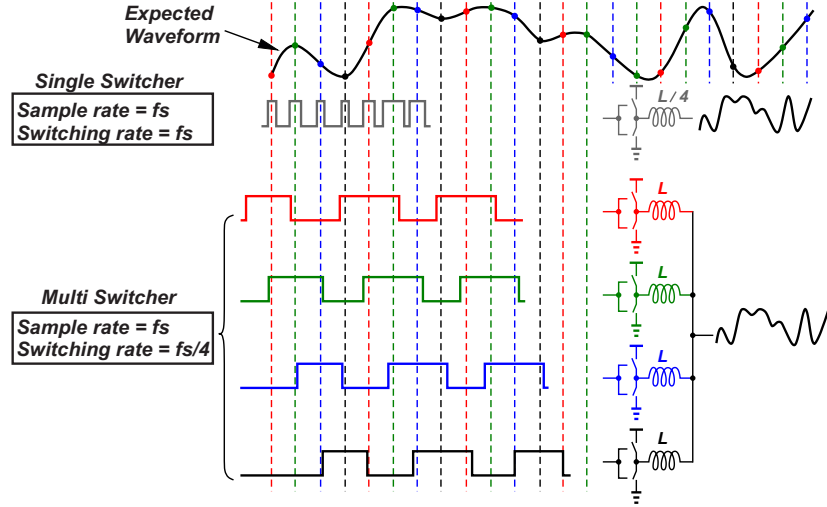 Expected
Waveform
Single Switcher
Sample rate = fs
Switching rate = fs
L/4
L
L
Multi Switcher
Sample rate = fs
Switching rate = fs/4
L
L